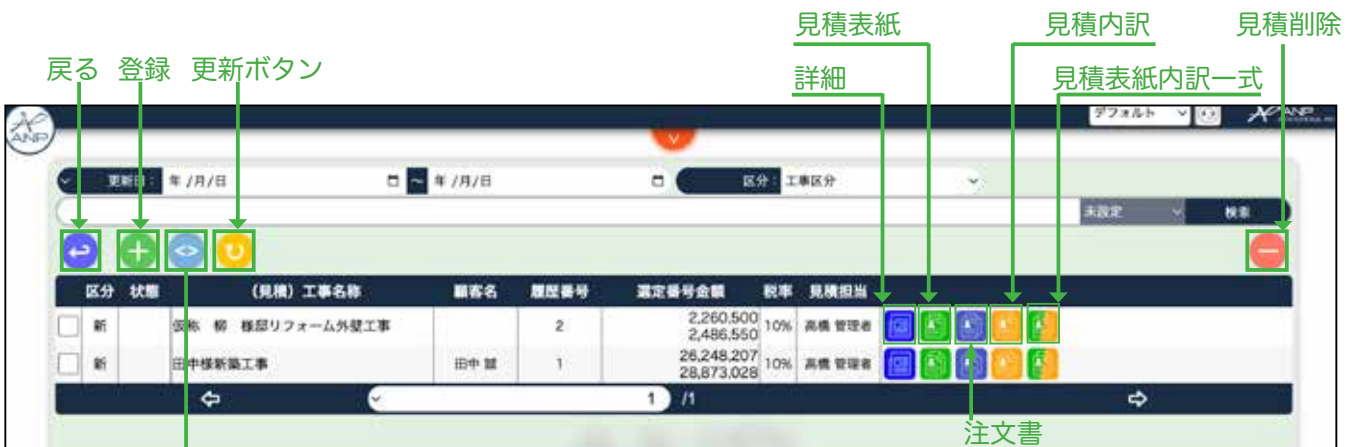 見積表紙 見積内訳 見積削除
戻る 登録 更新ボタン 詳細 見積表紙内訳一式
ANP デフォルト ANP
更新日： 年 /月/日 ~ 年 /月/日 区分： 工事区分
未設定 検索
区分 状態 （見積）工事名称 顧客名 履歴番号 選定番号金額 税率 見積担当
新 仮称 柳 様邸リフォーム外壁工事 2 2,260,500 10% 高橋 管理者
2,486,550
新 田中様新築工事 田中 誠 1 26,248,207 10% 高橋 管理者
28,873,028
1 /1
注文書